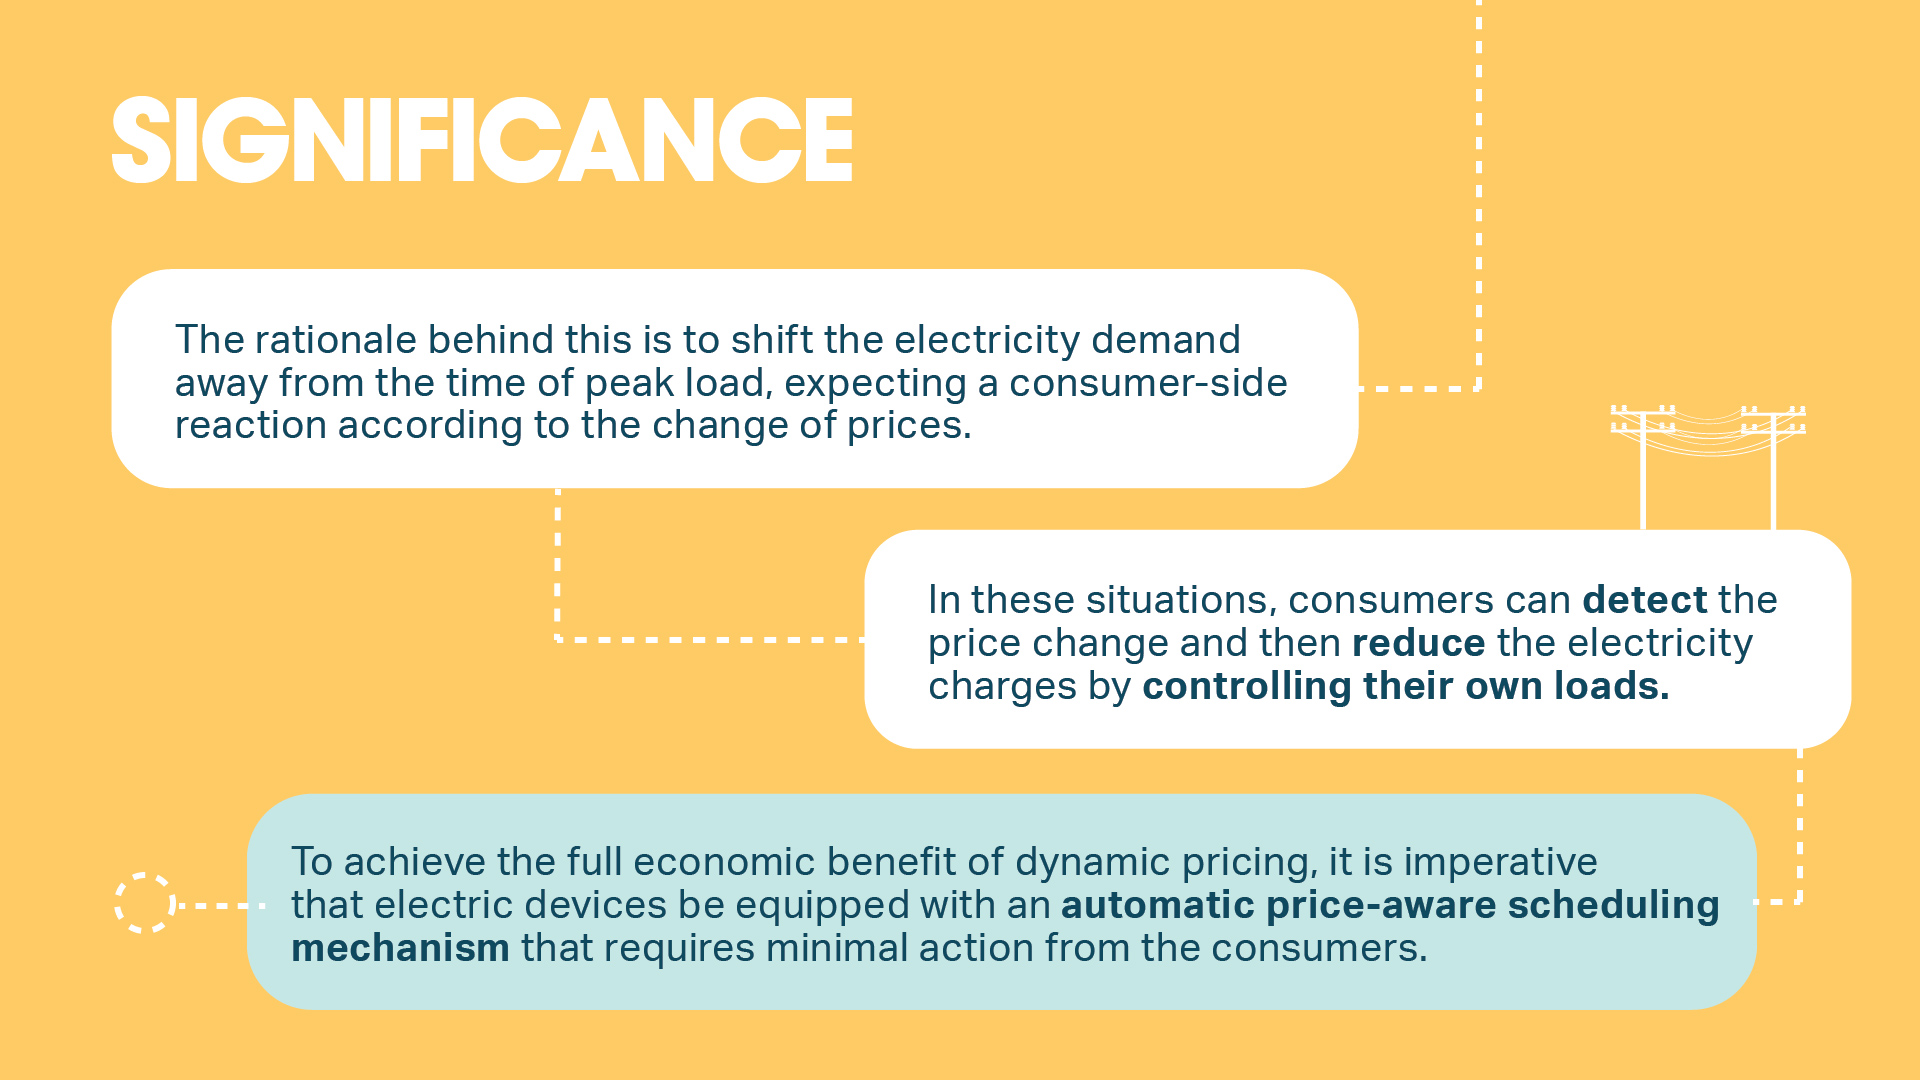 SIGNIFICANCE
The rationale behind this is to shift the electricity demand
away from the time of peak load, expecting a consumer-side
reaction according to the change of prices.
In these situations, consumers can detect the
price change and then reduce the electricity
charges by controlling their own loads.
To achieve the full economic benefit of dynamic pricing, it is imperative
that electric devices be equipped with an automatic price-aware scheduling
mechanism that requires minimal action from the consumers.